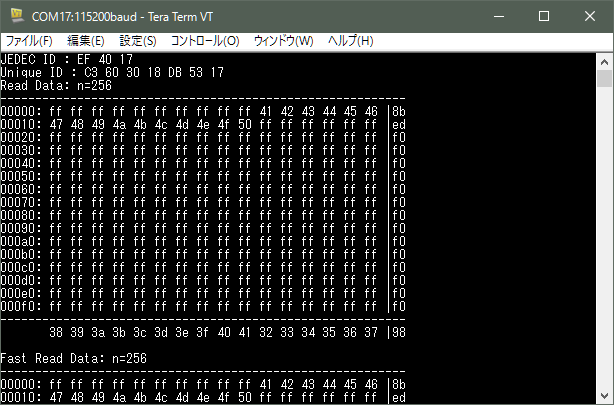 COM17:115200baud - Tera Term VT
ファイル(F) 編集(E) 設定(S) コントロール(O) ウィンドウ(W) ヘルプ(H)
JEDEC ID : EF 40 17
Unique ID : C3 60 30 18 DB 53 17
Read Data: n=256
----------------------------------------------------------
00000: ff ff ff ff ff ff ff ff ff ff 41 42 43 44 45 46 |8b
00010: 47 48 49 4a 4b 4c 4d 4e 4f 50 ff ff ff ff ff ff |ed
00020: ff ff ff ff ff ff ff ff ff ff ff ff ff ff ff ff |f0
00030: ff ff ff ff ff ff ff ff ff ff ff ff ff ff ff ff |f0
00040: ff ff ff ff ff ff ff ff ff ff ff ff ff ff ff ff |f0
00050: ff ff ff ff ff ff ff ff ff ff ff ff ff ff ff ff |f0
00060: ff ff ff ff ff ff ff ff ff ff ff ff ff ff ff ff |f0
00070: ff ff ff ff ff ff ff ff ff ff ff ff ff ff ff ff |f0
00080: ff ff ff ff ff ff ff ff ff ff ff ff ff ff ff ff |f0
00090: ff ff ff ff ff ff ff ff ff ff ff ff ff ff ff ff |f0
000a0: ff ff ff ff ff ff ff ff ff ff ff ff ff ff ff ff |f0
000b0: ff ff ff ff ff ff ff ff ff ff ff ff ff ff ff ff |f0
000c0: ff ff ff ff ff ff ff ff ff ff ff ff ff ff ff ff |f0
000d0: ff ff ff ff ff ff ff ff ff ff ff ff ff ff ff ff |f0
000e0: ff ff ff ff ff ff ff ff ff ff ff ff ff ff ff ff |f0
000f0: ff ff ff ff ff ff ff ff ff ff ff ff ff ff ff ff |f0
----------------------------------------------------------
38 39 3a 3b 3c 3d 3e 3f 40 41 32 33 34 35 36 37 |98
Fast Read Data: n=256
----------------------------------------------------------
00000: ff ff ff ff ff ff ff ff ff ff 41 42 43 44 45 46 |8b
00010: 47 48 49 4a 4b 4c 4d 4e 4f 50 ff ff ff ff ff ff |ed